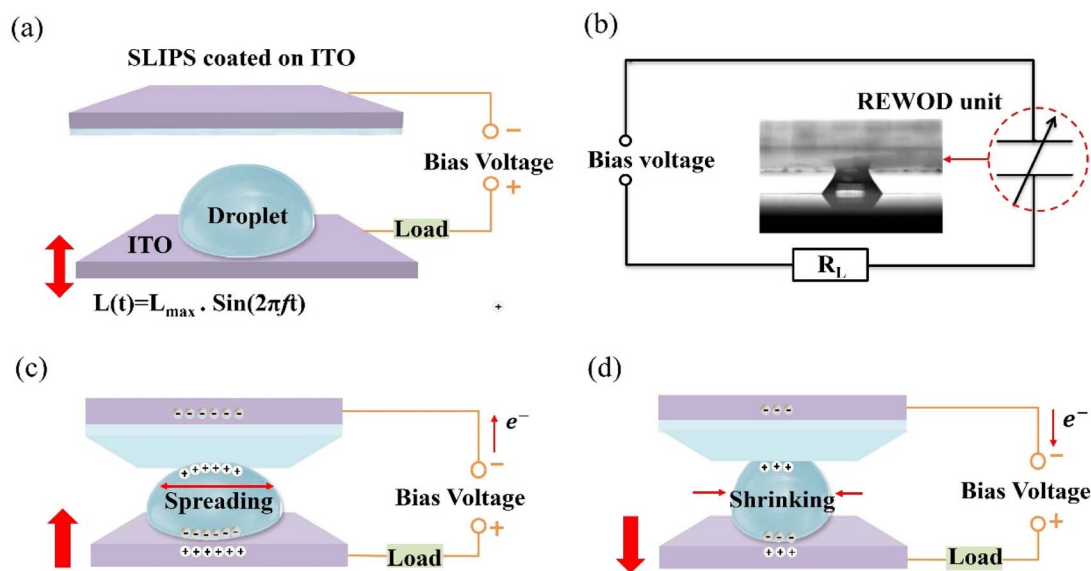 (a)
SLIPS coated on ITO
−
Bias Voltage
+
Droplet
ITO
Load
L(t)=Lmax . Sin(2πft)
+
(b)
REWOD unit
Bias voltage
RL
(c)
- - - - - -
e−
−
+ + + + + +
Spreading
Bias Voltage
- - - - - -
+
+ + + + + +
Load
(d)
- - -
e−
−
+ + +
Shrinking
Bias Voltage
- - -
+
+ + +
Load